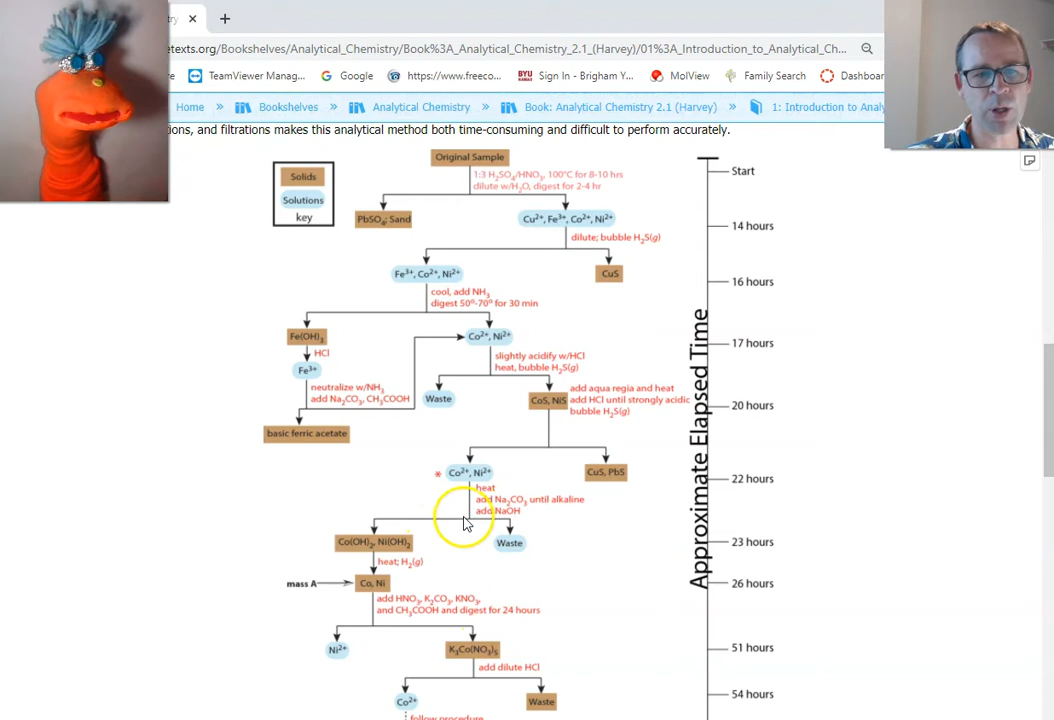 try
etexts.org/Bookshelves/Analytical_Chemistry/Book%3A_Analytical_Chemistry_2.1_(Harvey)/01%3A_Introduction_to_Analytical_Ch...
TeamViewer Manag...
Google
https://www.freeco...
BYU
Sign In - Brigham Y...
MolView
Family Search
Dashboar
Home » Bookshelves » Analytical Chemistry » Book: Analytical Chemistry 2.1 (Harvey) » 1: Introduction to Analy
ions, and filtrations makes this analytical method both time-consuming and difficult to perform accurately.
Original Sample
Solids
Solutions
key
1:3 H₂SO₄/HNO₃, 100°C for 8-10 hrs
dilute w/H₂O, digest for 2-4 hr
Start
PbSO₄; Sand
Cu²⁺, Fe³⁺, Co²⁺, Ni²⁺
14 hours
dilute; bubble H₂S(g)
Fe³⁺, Co²⁺, Ni²⁺
CuS
16 hours
cool, add NH₃
digest 50°-70° for 30 min
Fe(OH)₃
Co²⁺, Ni²⁺
17 hours
HCl
slightly acidify w/HCl
heat, bubble H₂S(g)
Fe³⁺
neutralize w/NH₃
add Na₂CO₃, CH₃COOH
Waste
CoS, NiS
add aqua regia and heat
add HCl until strongly acidic
bubble H₂S(g)
20 hours
basic ferric acetate
* Co²⁺, Ni²⁺
CuS, PbS
22 hours
heat
add Na₂CO₃ until alkaline
add NaOH
Co(OH)₂, Ni(OH)₂
Waste
23 hours
heat; H₂(g)
mass A
Co, Ni
26 hours
add HNO₃, K₂CO₃, KNO₃,
and CH₃COOH and digest for 24 hours
Ni²⁺
K₃Co(NO₃)₅
51 hours
add dilute HCl
Co²⁺
Waste
54 hours
follow procedure
Approximate Elapsed Time